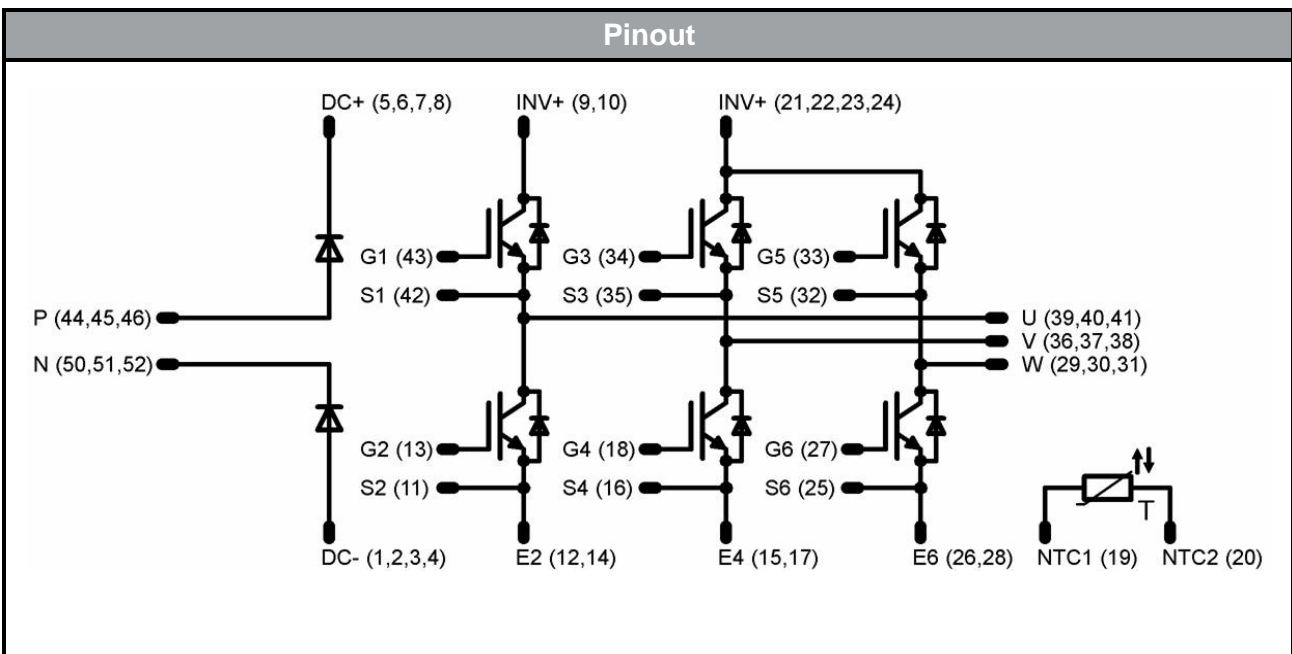 Pinout
DC+ (5,6,7,8) INV+ (9,10) INV+ (21,22,23,24)
G1 (43) G3 (34) G5 (33)
S1 (42) S3 (35) S5 (32)
P (44,45,46) U (39,40,41)
V (36,37,38)
N (50,51,52) W (29,30,31)
G2 (13) G4 (18) G6 (27)
S2 (11) S4 (16) S6 (25)
T
DC- (1,2,3,4) E2 (12,14) E4 (15,17) E6 (26,28) NTC1 (19) NTC2 (20)